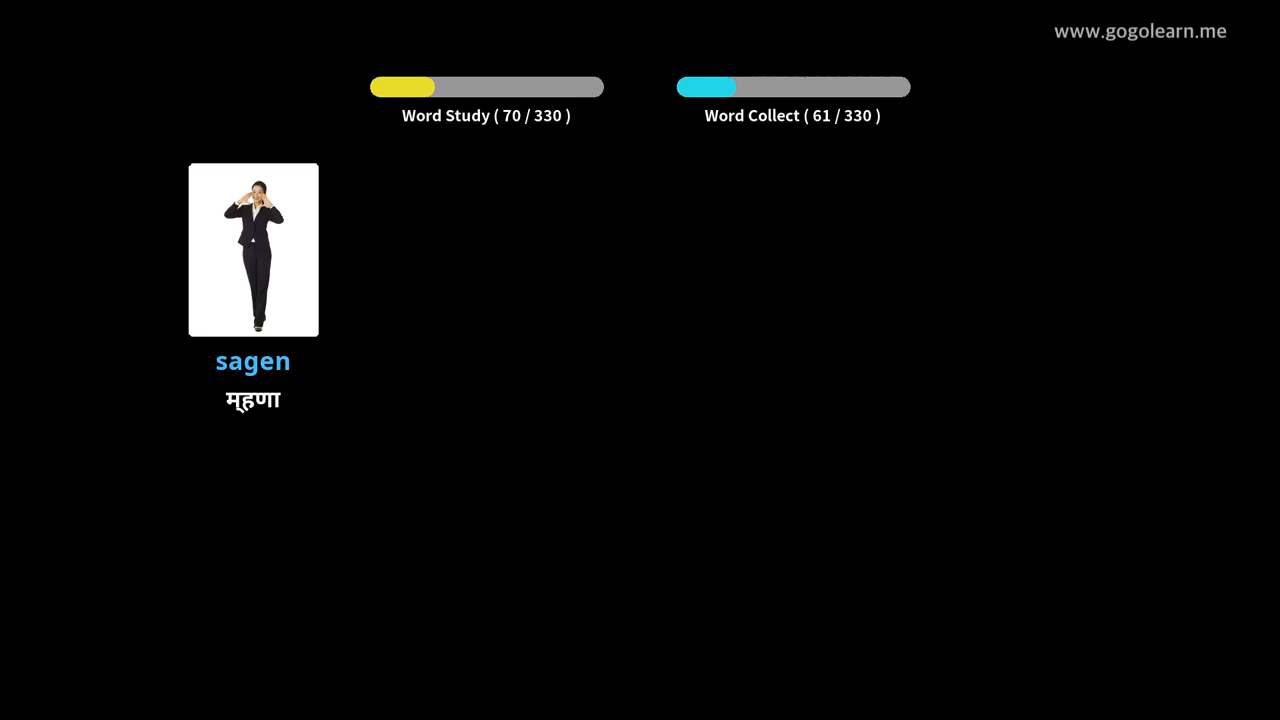 www.gogolearn.me
Word Study ( 70 / 330 )
Word Collect ( 61 / 330 )
sagen
म्हणा